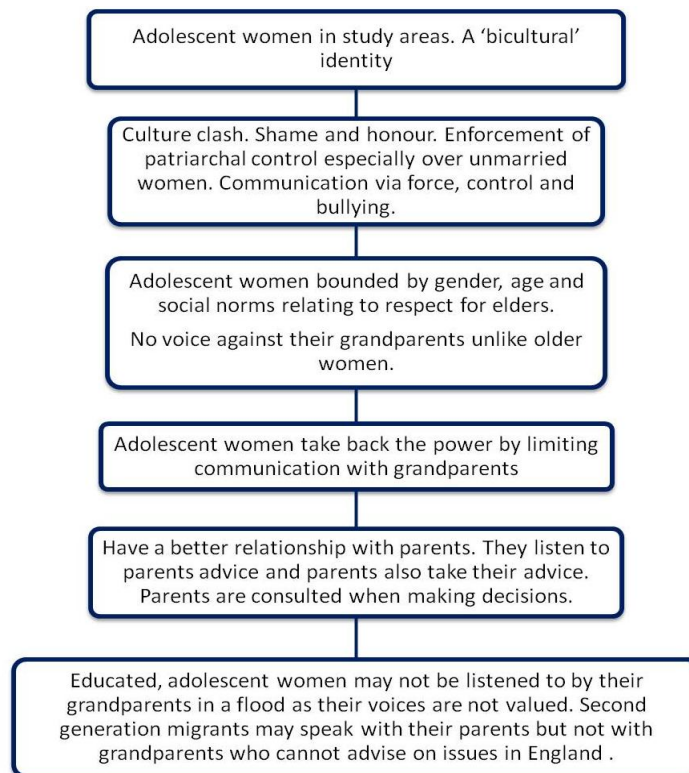 Adolescent women in study areas. A ‘bicultural’
identity
Culture clash. Shame and honour. Enforcement of
patriarchal control especially over unmarried
women. Communication via force, control and
bullying.
Adolescent women bounded by gender, age and
social norms relating to respect for elders.
No voice against their grandparents unlike older
women.
Adolescent women take back the power by limiting
communication with grandparents
Have a better relationship with parents. They listen to
parents advice and parents also take their advice.
Parents are consulted when making decisions.
Educated, adolescent women may not be listened to by their
grandparents in a flood as their voices are not valued. Second
generation migrants may speak with their parents but not with
grandparents who cannot advise on issues in England .